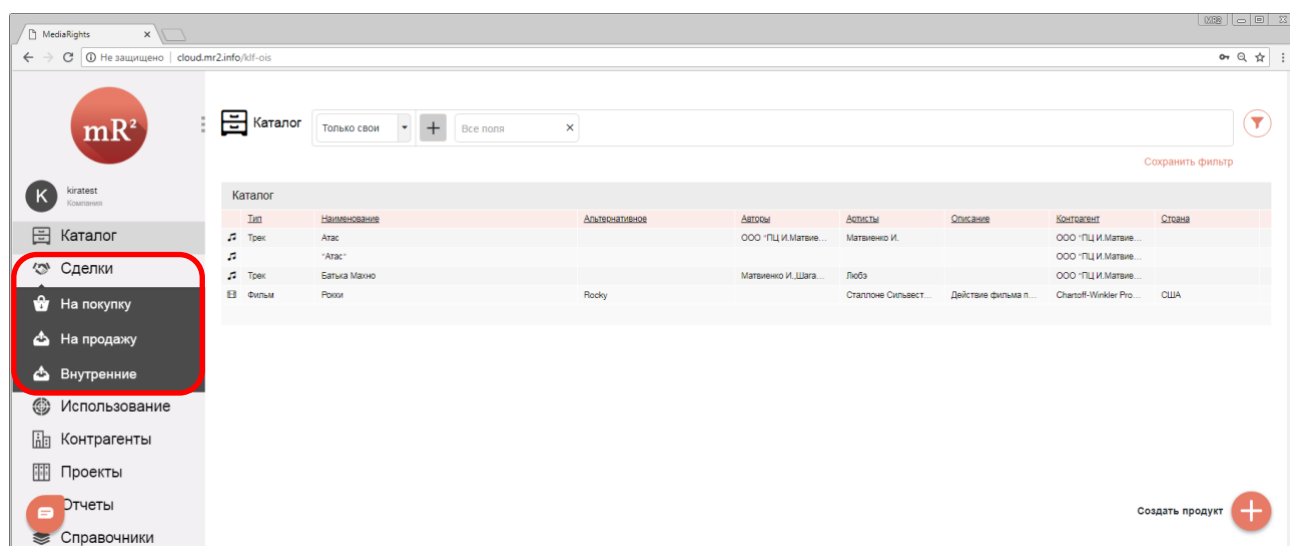 MediaRights
Не защищено | cloud.mr2.info/klf-ois
mR²
Каталог
Только свои
Все поля
Сохранить фильтр
K
kiratest
Компания
Каталог
Сделки
На покупку
На продажу
Внутренние
Использование
Контрагенты
Проекты
Отчеты
Справочники
Каталог
Тип Наименование Альтернативное Авторы Артисты Описание Контрагент Страна
Трек Атас ООО "ПЦ И.Матвие... Матвиенко И. ООО "ПЦ И.Матвие...
"Атас" ООО "ПЦ И.Матвие...
Трек Батька Махно Матвиенко И.,Шага... Любэ ООО "ПЦ И.Матвие...
Фильм Рокки Rocky Сталлоне Сильвест... Действие фильма п... Chartoff-Winkler Pro... США
Создать продукт